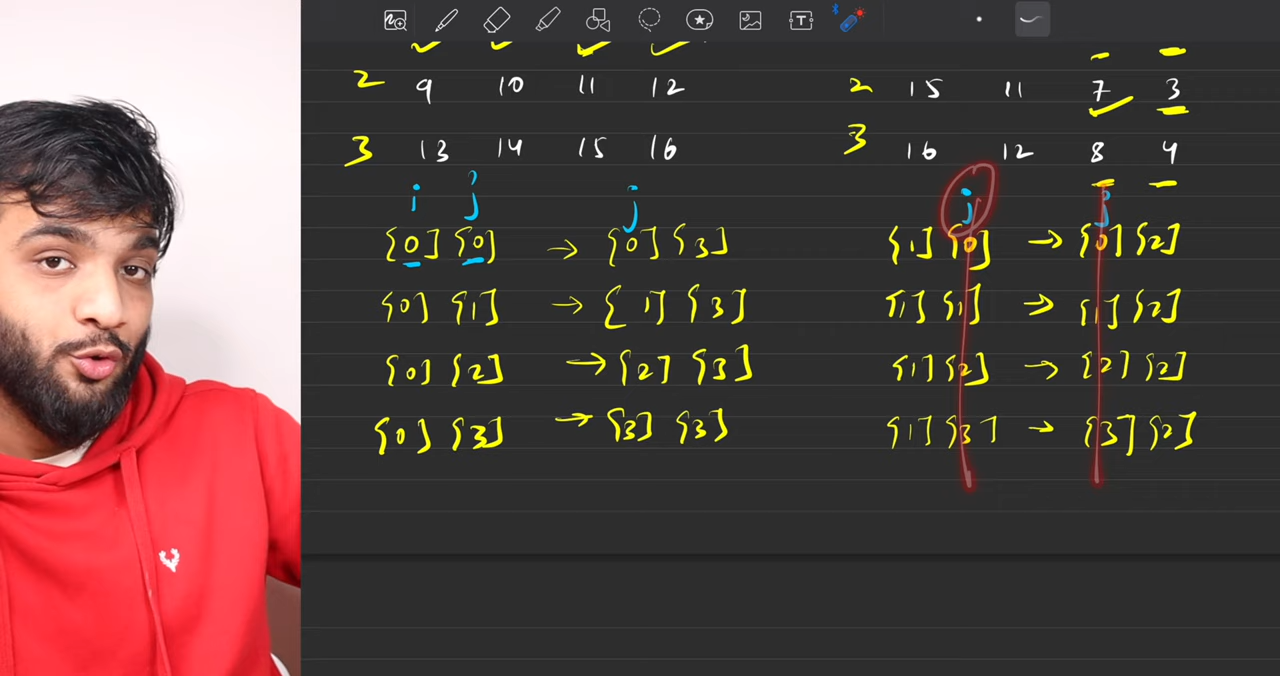 2 9 10 11 12
2 15 11 7 3
3 13 14 15 16
3 16 12 8 4
i j j
j j
[0] [0] → [0] [3]
[1] [0] → [0] [2]
[0] [1] → [1] [3]
[1] [1] → [1] [2]
[0] [2] → [2] [3]
[1] [2] → [2] [2]
[0] [3] → [3] [3]
[1] [3] → [3] [2]